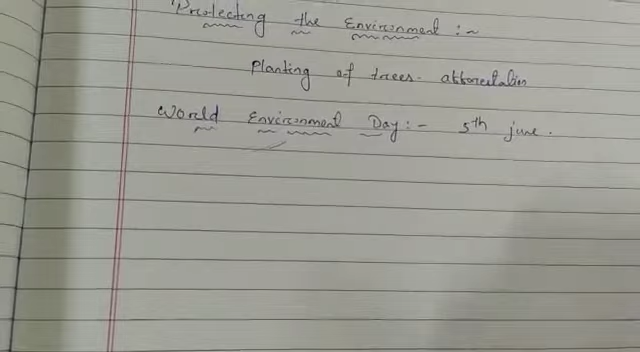 Protecting the Environment :~
Planting of trees. afforestation
World Environment Day :- 5th june.